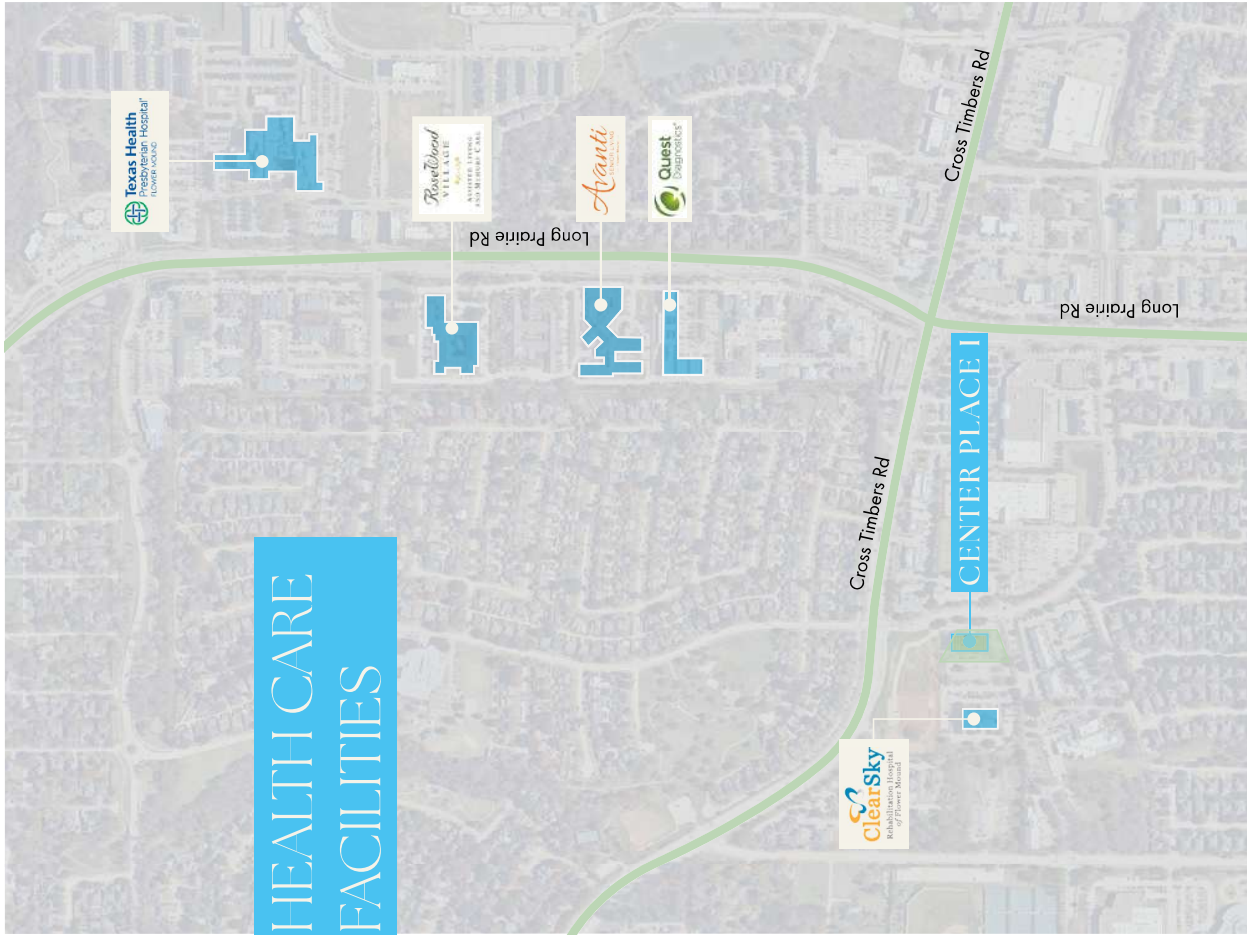 HEALTH CARE
FACILITIES
Texas Health
Presbyterian Hospital®
FLOWER MOUND
RoseWood
VILLAGE
ASSISTED LIVING
AND MEMORY CARE
Avanti
SENIOR LIVING
Quest
Diagnostics®
Long Prairie Rd
Cross Timbers Rd
Cross Timbers Rd
Long Prairie Rd
CENTER PLACE I
ClearSky
Rehabilitation Hospital
of Flower Mound